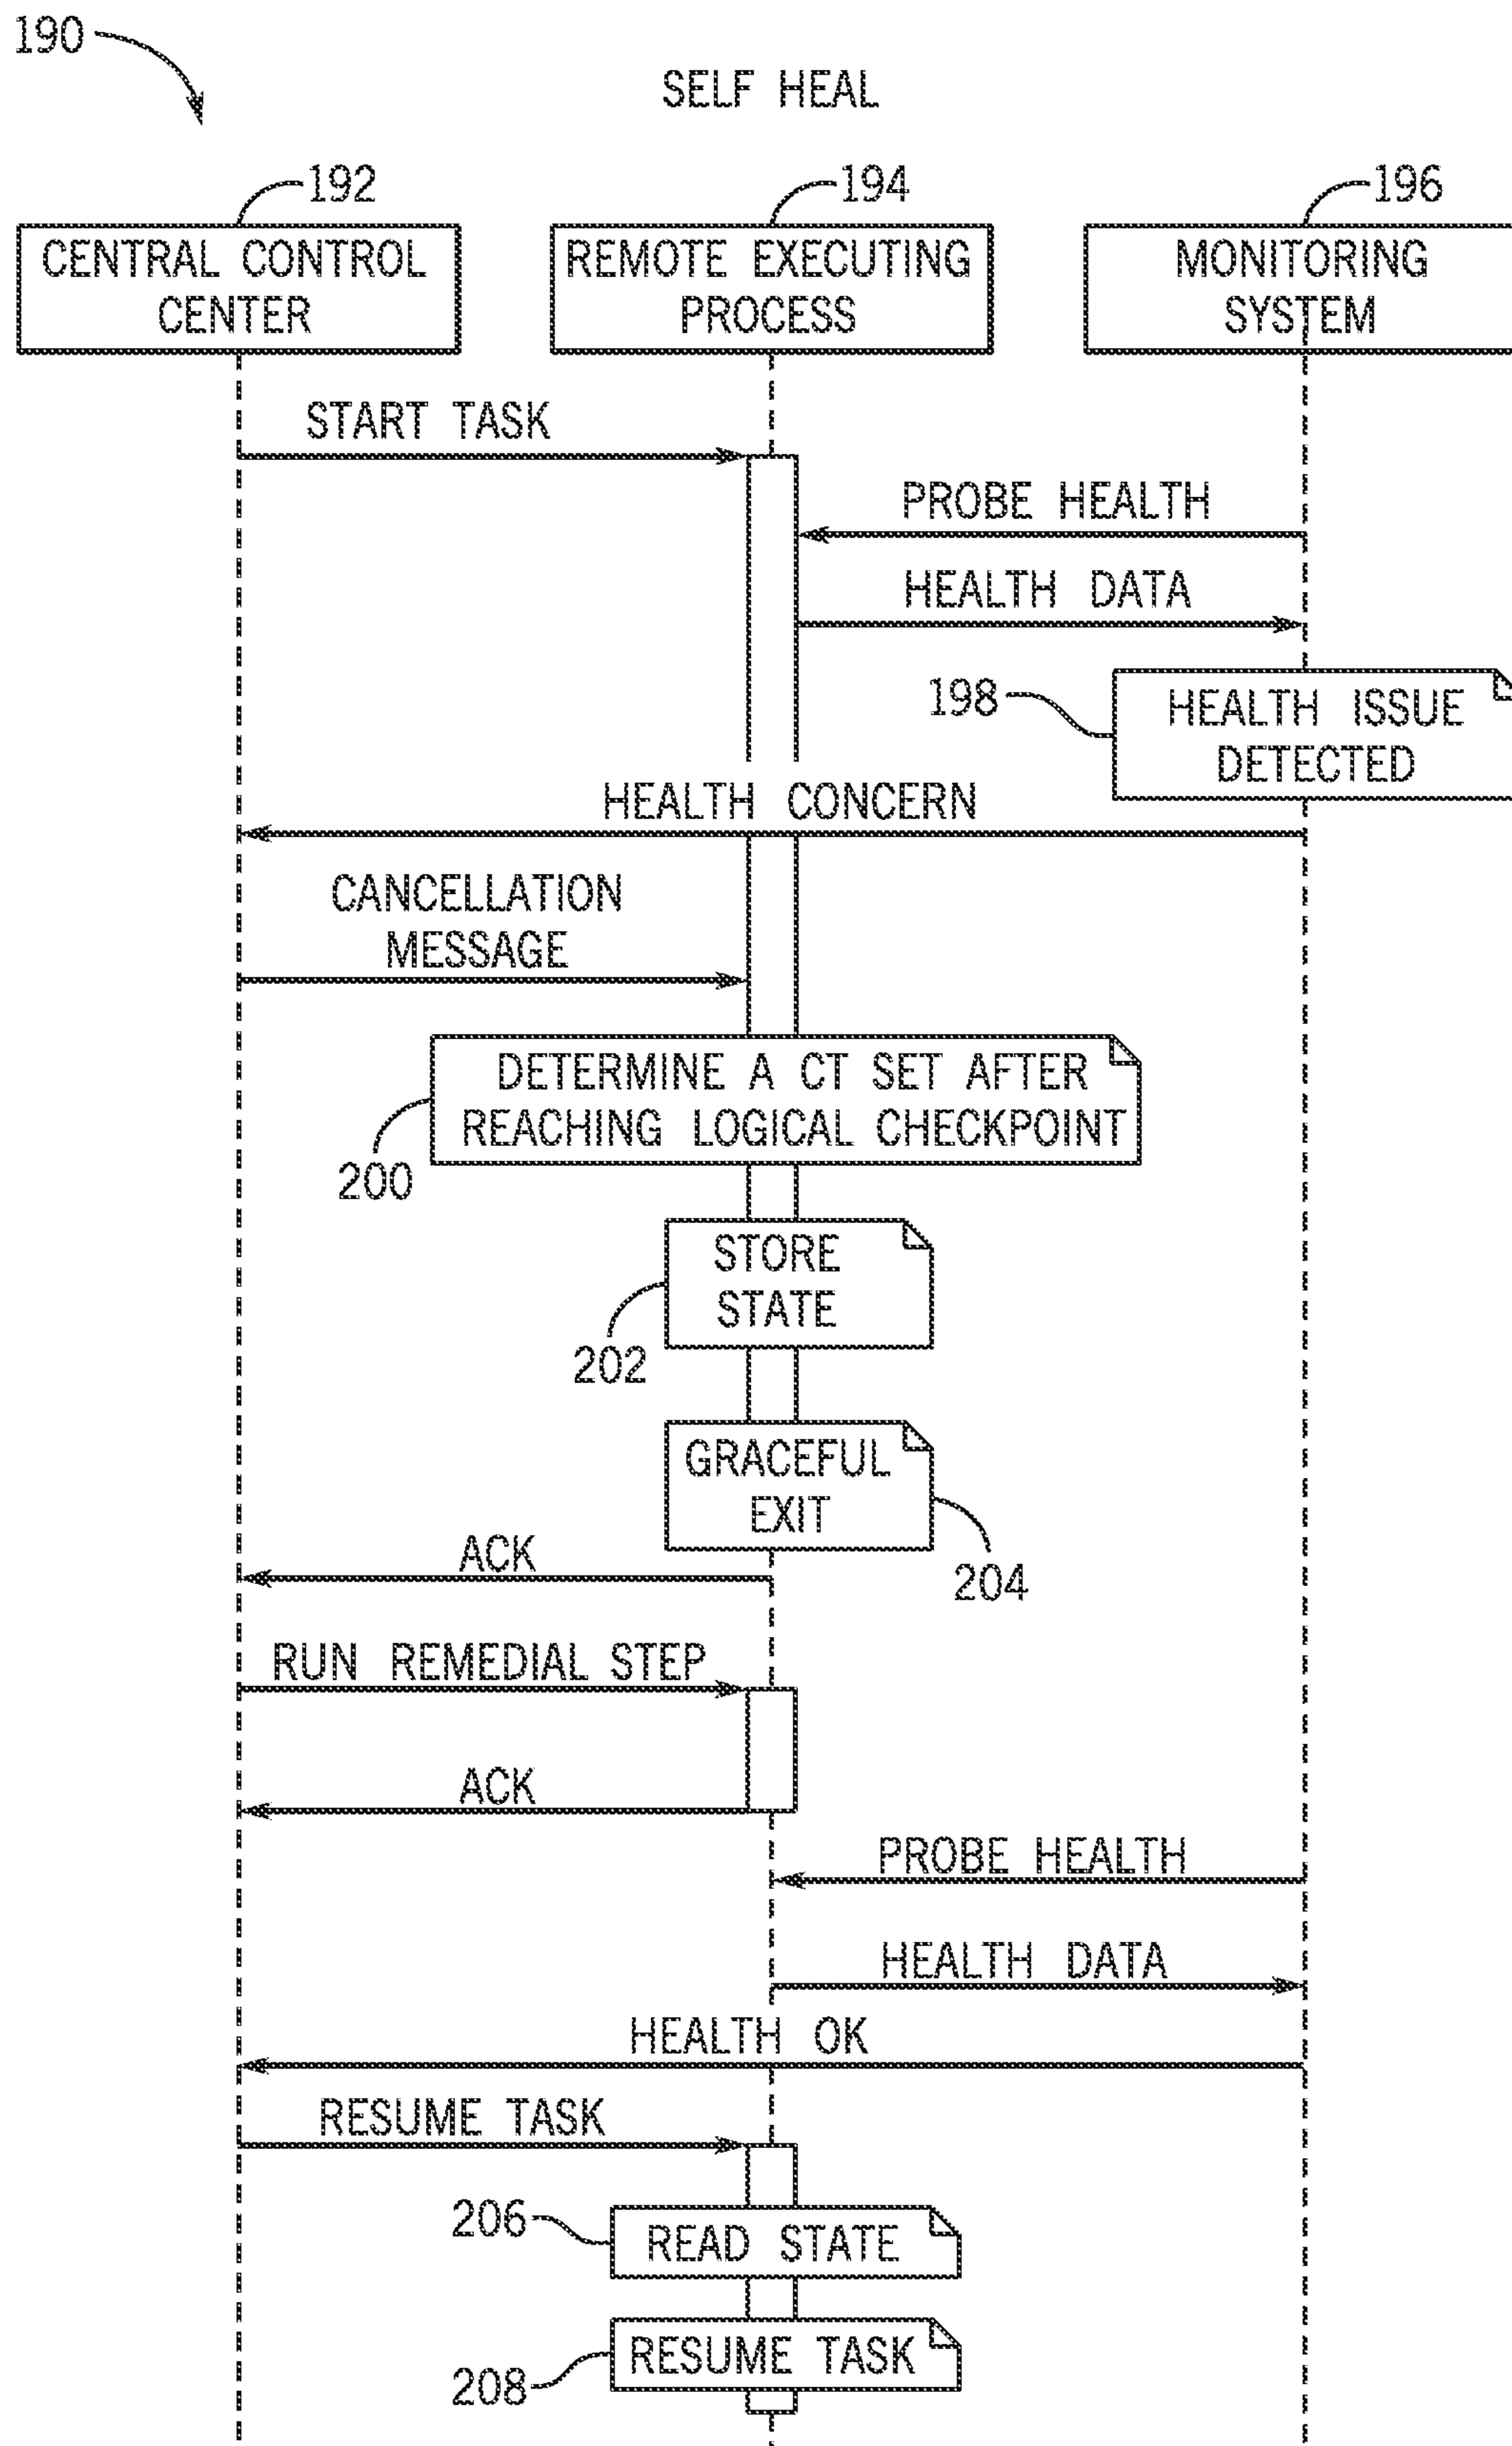 190
SELF HEAL
192
194
196
CENTRAL CONTROL
CENTER
REMOTE EXECUTING
PROCESS
MONITORING
SYSTEM
START TASK
PROBE HEALTH
HEALTH DATA
198
HEALTH ISSUE
DETECTED
HEALTH CONCERN
CANCELLATION
MESSAGE
DETERMINE A CT SET AFTER
REACHING LOGICAL CHECKPOINT
200
STORE
STATE
202
GRACEFUL
EXIT
204
ACK
RUN REMEDIAL STEP
ACK
PROBE HEALTH
HEALTH DATA
HEALTH OK
RESUME TASK
206
READ STATE
RESUME TASK
208